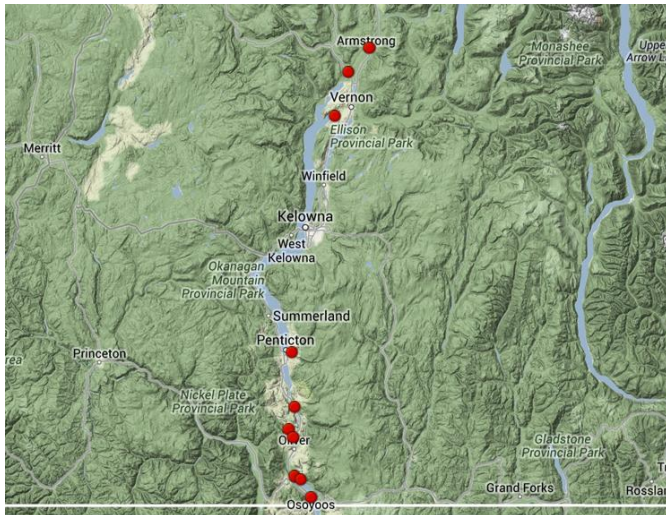 Armstrong
Monashee
Provincial Park
Upper
Arrow L
Vernon
Ellison
Provincial Park
Merritt
Winfield
Kelowna
West
Kelowna
Okanagan
Mountain
Provincial Park
Summerland
Penticton
Princeton
Nickel Plate
Provincial Park
Oliver
Gladstone
Provincial Park
Grand Forks
Rosslan
Osoyoos